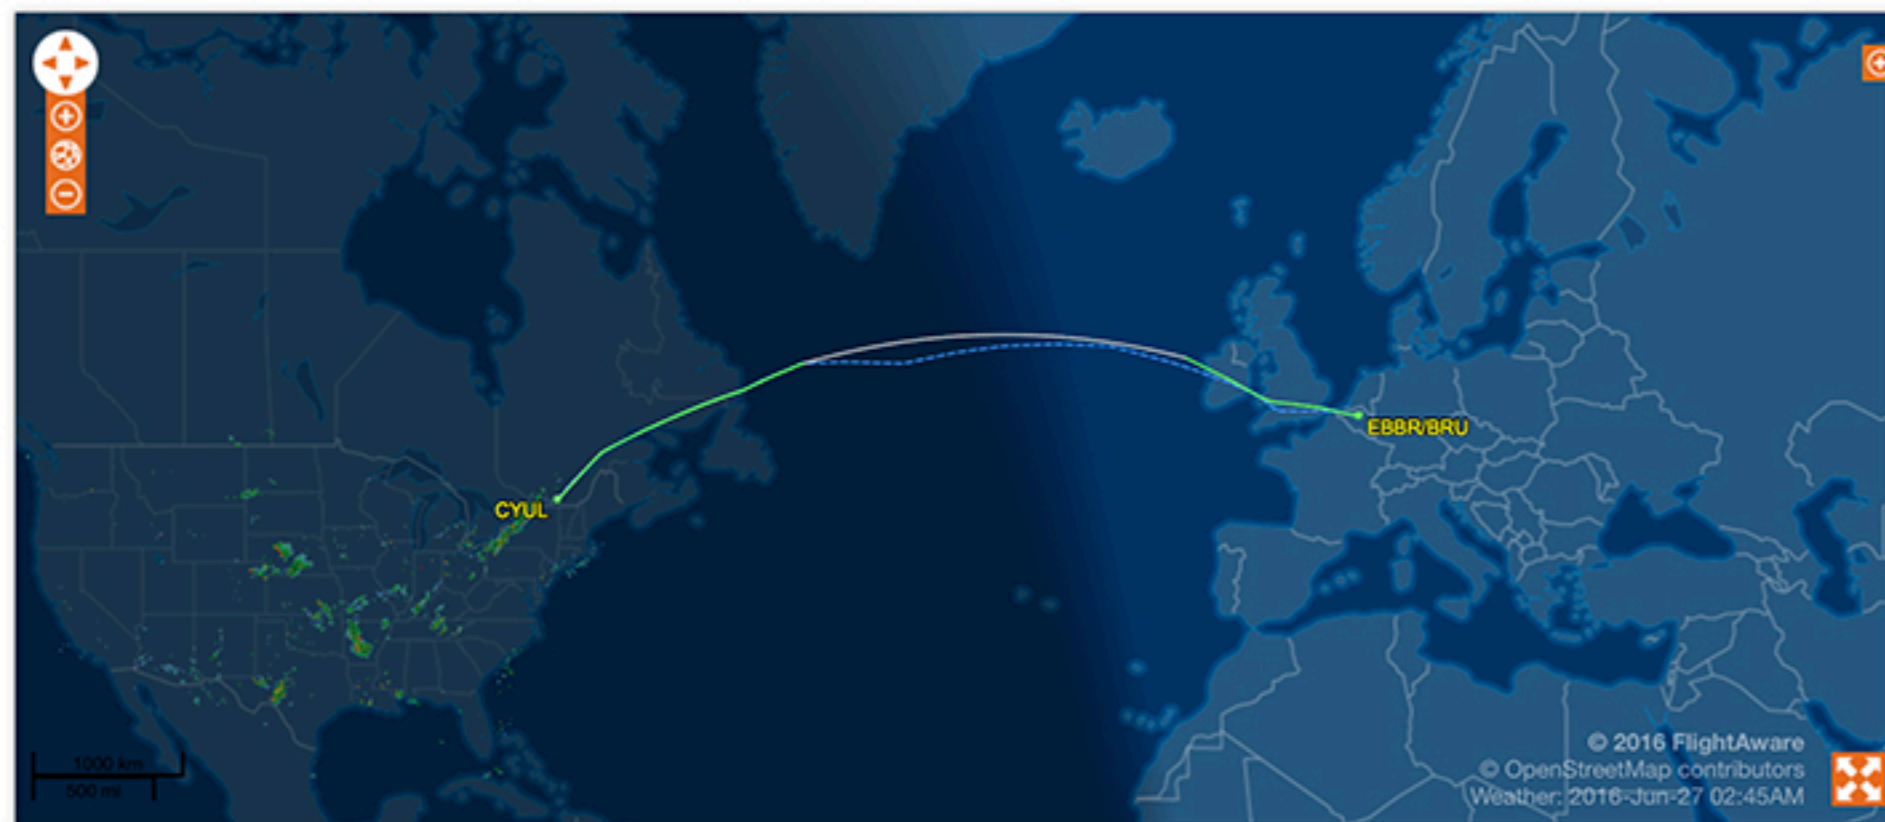 CYUL
EBBR/BRU
1000 km
500 mi
© 2016 FlightAware
© OpenStreetMap contributors
Weather: 2016-Jun-27 02:45AM